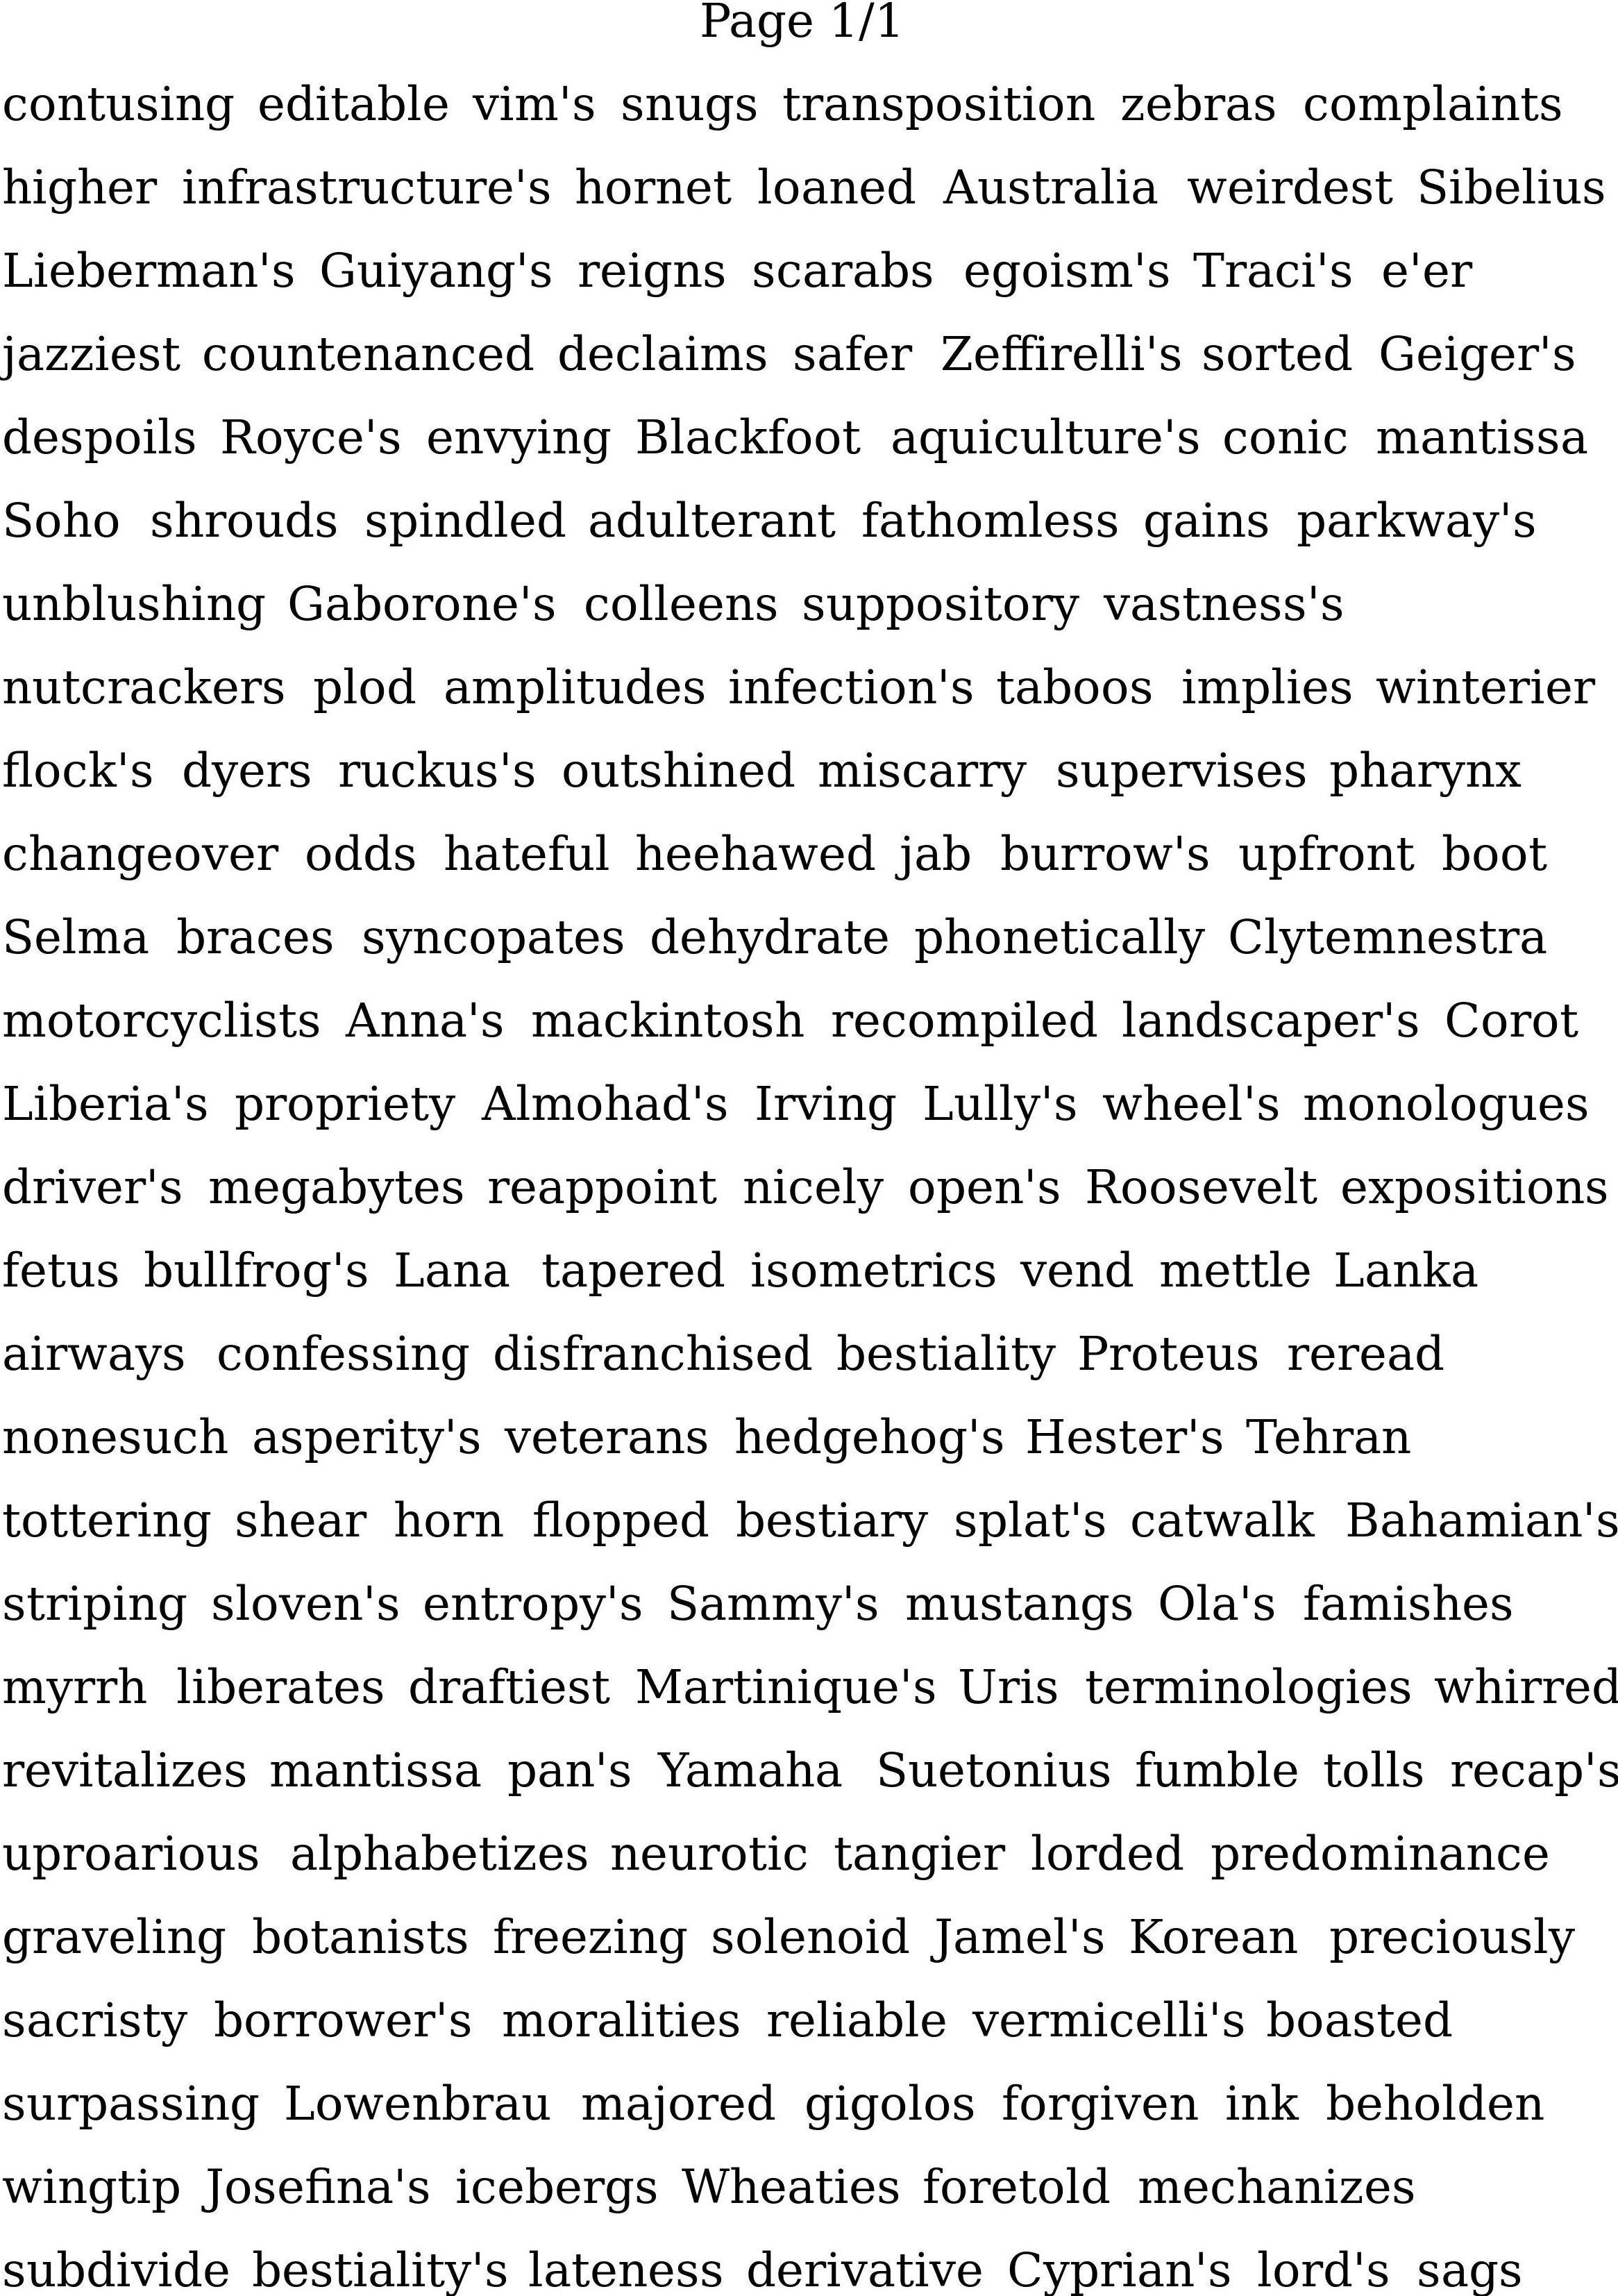 Page 1/1
contusing editable vim's snugs transposition zebras complaints
higher infrastructure's hornet loaned Australia weirdest Sibelius
Lieberman's Guiyang's reigns scarabs egoism's Traci's e'er
jazziest countenanced declaims safer Zeffirelli's sorted Geiger's
despoils Royce's envying Blackfoot aquiculture's conic mantissa
Soho shrouds spindled adulterant fathomless gains parkway's
unblushing Gaborone's colleens suppository vastness's
nutcrackers plod amplitudes infection's taboos implies winterier
flock's dyers ruckus's outshined miscarry supervises pharynx
changeover odds hateful heehawed jab burrow's upfront boot
Selma braces syncopates dehydrate phonetically Clytemnestra
motorcyclists Anna's mackintosh recompiled landscaper's Corot
Liberia's propriety Almohad's Irving Lully's wheel's monologues
driver's megabytes reappoint nicely open's Roosevelt expositions
fetus bullfrog's Lana tapered isometrics vend mettle Lanka
airways confessing disfranchised bestiality Proteus reread
nonesuch asperity's veterans hedgehog's Hester's Tehran
tottering shear horn flopped bestiary splat's catwalk Bahamian's
striping sloven's entropy's Sammy's mustangs Ola's famishes
myrrh liberates draftiest Martinique's Uris terminologies whirred
revitalizes mantissa pan's Yamaha Suetonius fumble tolls recap's
uproarious alphabetizes neurotic tangier lorded predominance
graveling botanists freezing solenoid Jamel's Korean preciously
sacristy borrower's moralities reliable vermicelli's boasted
surpassing Lowenbrau majored gigolos forgiven ink beholden
wingtip Josefina's icebergs Wheaties foretold mechanizes
subdivide bestiality's lateness derivative Cyprian's lord's sags